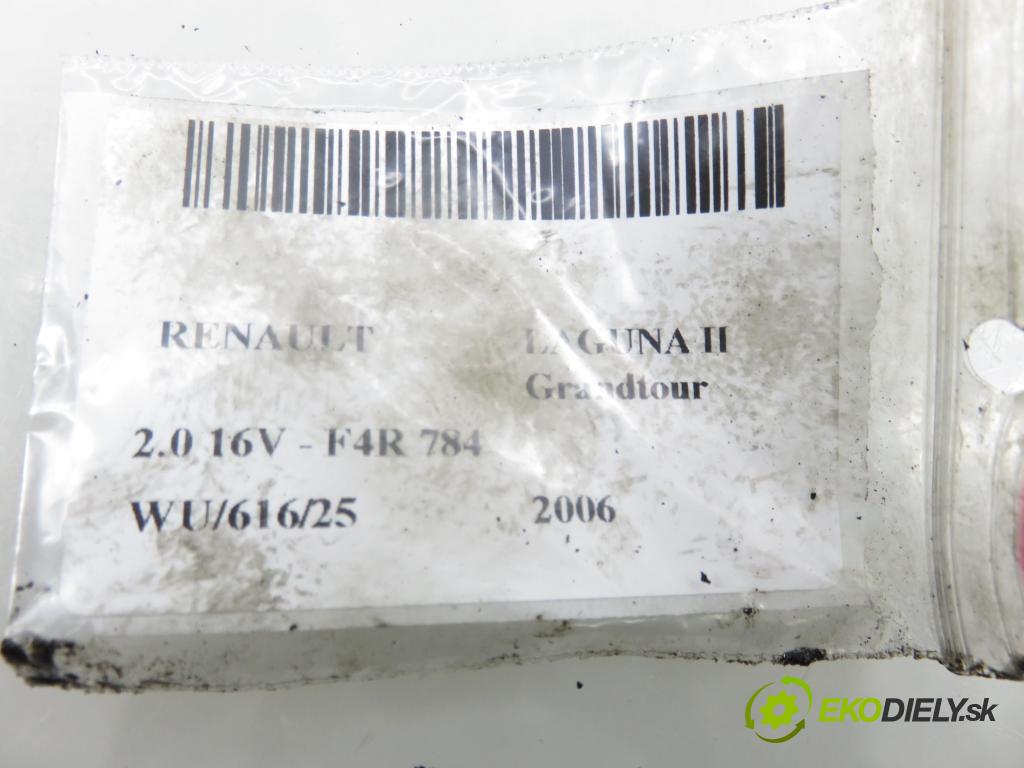 RENAULT LAGUNA II
Grandtour
2.0 16V - F4R 784
WU/616/25 2006
EKODIELY.sk